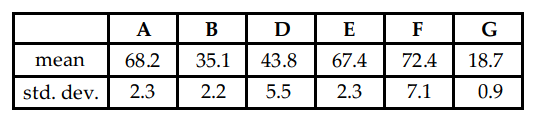 A B D E F G
mean 68.2 35.1 43.8 67.4 72.4 18.7
std. dev. 2.3 2.2 5.5 2.3 7.1 0.9